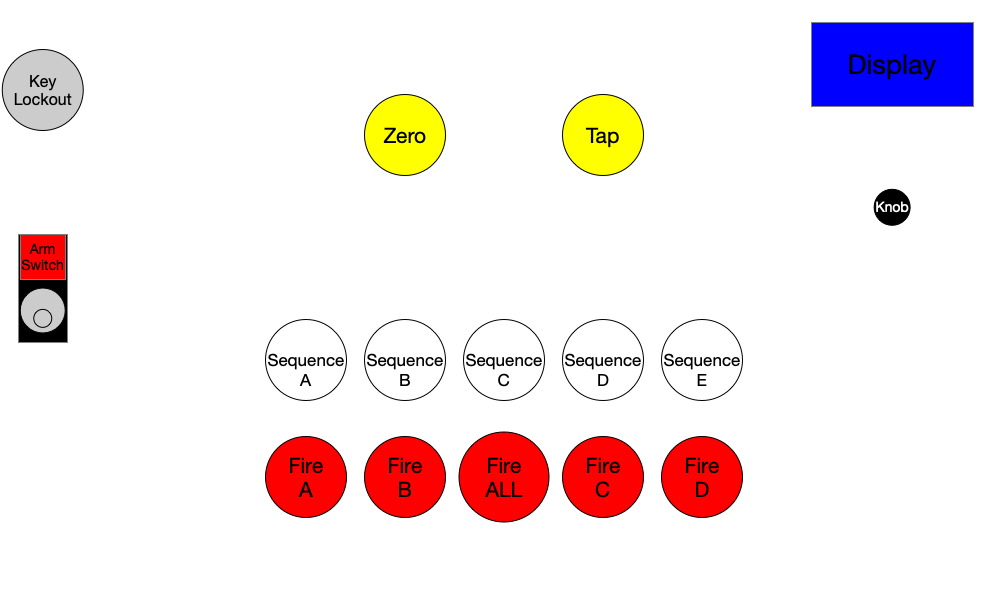 Key
Lockout
Display
Zero
Tap
Knob
Arm
Switch
Sequence
A
Sequence
B
Sequence
C
Sequence
D
Sequence
E
Fire
A
Fire
B
Fire
ALL
Fire
C
Fire
D